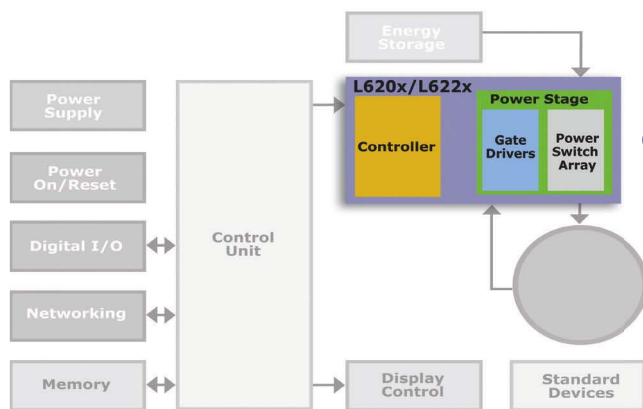 Energy
Storage
L620x/L622x
Power Stage
Power
Supply
Controller
Gate
Drivers
Power
Switch
Array
Power
On/Reset
Digital I/O
Control
Unit
Networking
Memory
Display
Control
Standard
Devices